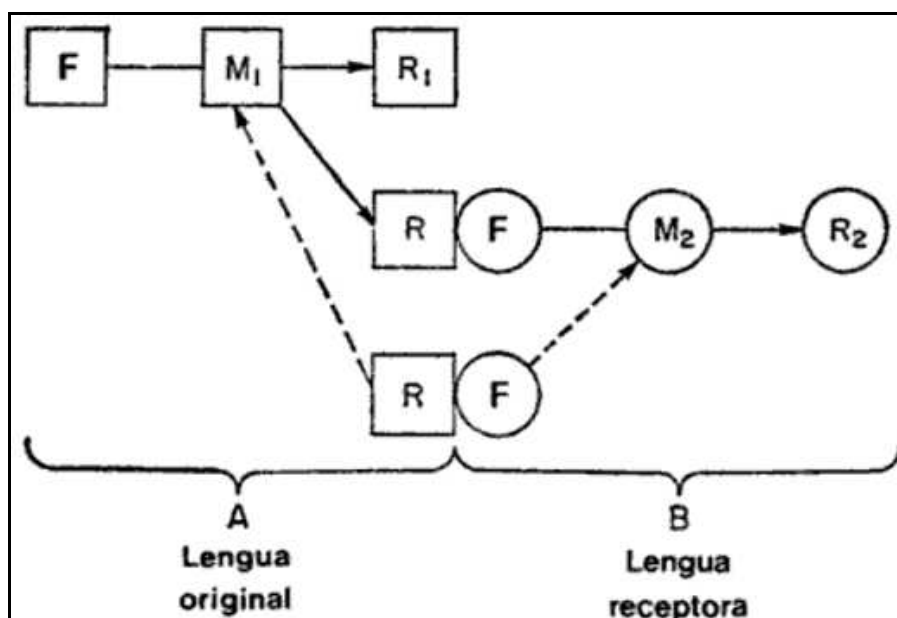 F M₁ R₁
R F M₂ R₂
R F
A B
Lengua Lengua
original receptora